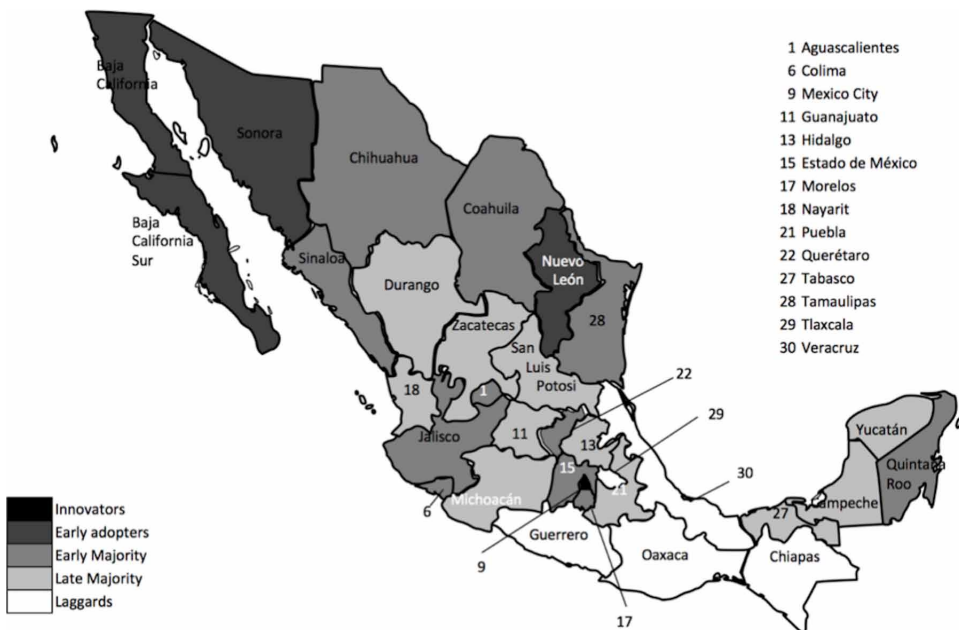 Baja
California
Sonora
Chihuahua
Coahuila
Baja
California
Sur
Sinaloa
Nuevo
León
Durango
28
Zacatecas
San
Luis
Potosi
18
1
22
29
Jalisco
11
13
15
21
Michoacán
6
Guerrero
9
17
Oaxaca
30
27
Chiapas
Campeche
Yucatán
Quintana
Roo
1 Aguascalientes
6 Colima
9 Mexico City
11 Guanajuato
13 Hidalgo
15 Estado de México
17 Morelos
18 Nayarit
21 Puebla
22 Querétaro
27 Tabasco
28 Tamaulipas
29 Tlaxcala
30 Veracruz
Innovators
Early adopters
Early Majority
Late Majority
Laggards